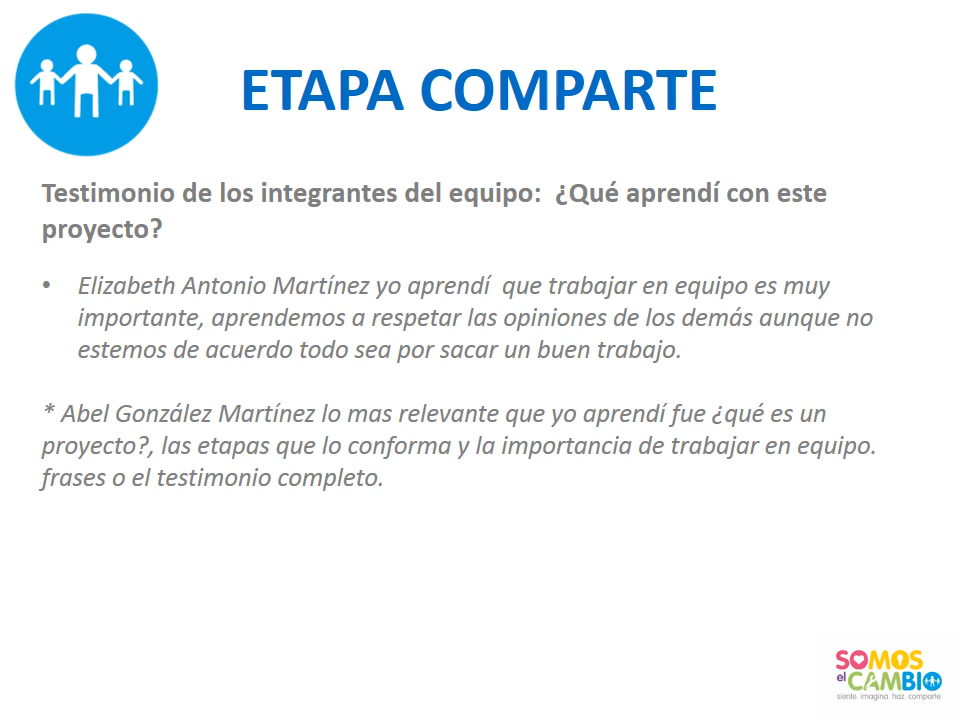 ETAPA COMPARTE
Testimonio de los integrantes del equipo:  ¿Qué aprendí con este
proyecto?
• Elizabeth Antonio Martínez yo aprendí  que trabajar en equipo es muy
importante, aprendemos a respetar las opiniones de los demás aunque no
estemos de acuerdo todo sea por sacar un buen trabajo.
* Abel González Martínez lo mas relevante que yo aprendí fue ¿qué es un
proyecto?, las etapas que lo conforma y la importancia de trabajar en equipo.
frases o el testimonio completo.
SOMOS
el CAMBIO
siente. imagina. haz. comparte